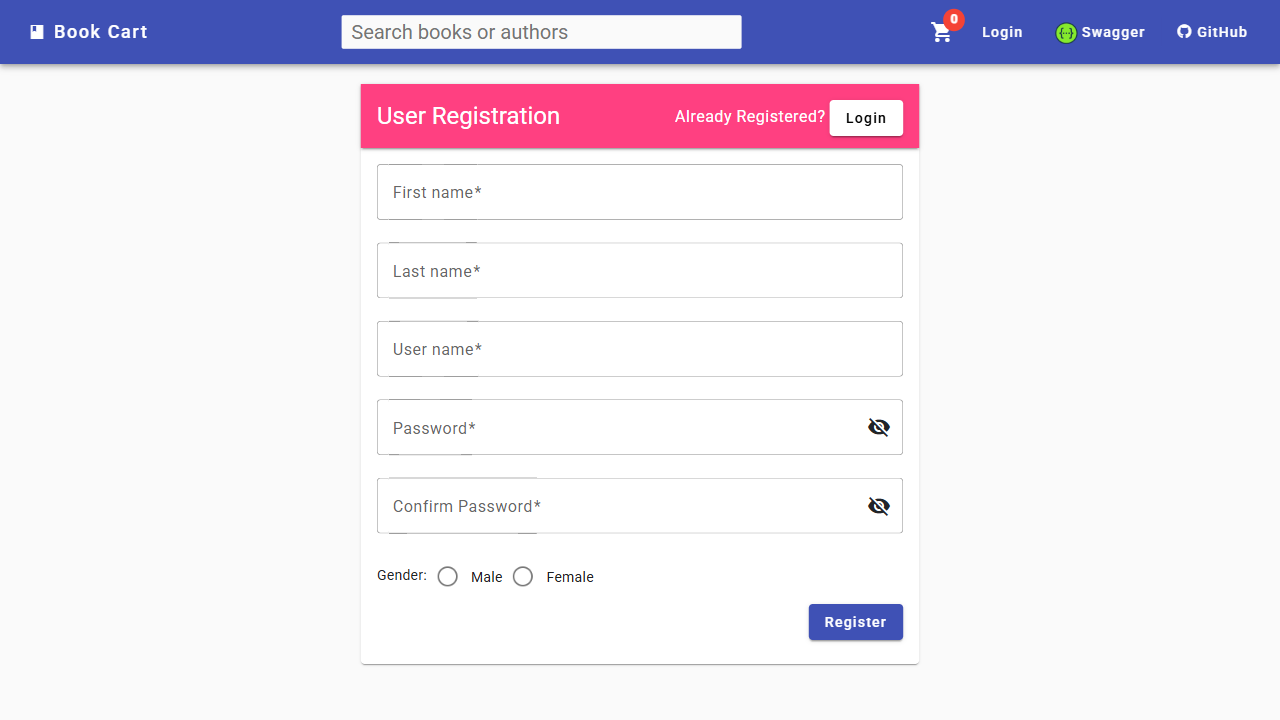 Book Cart
Search books or authors
0
Login
Swagger
GitHub
User Registration
Already Registered? Login
First name*
Last name*
User name*
Password*
Confirm Password*
Gender: Male Female
Register